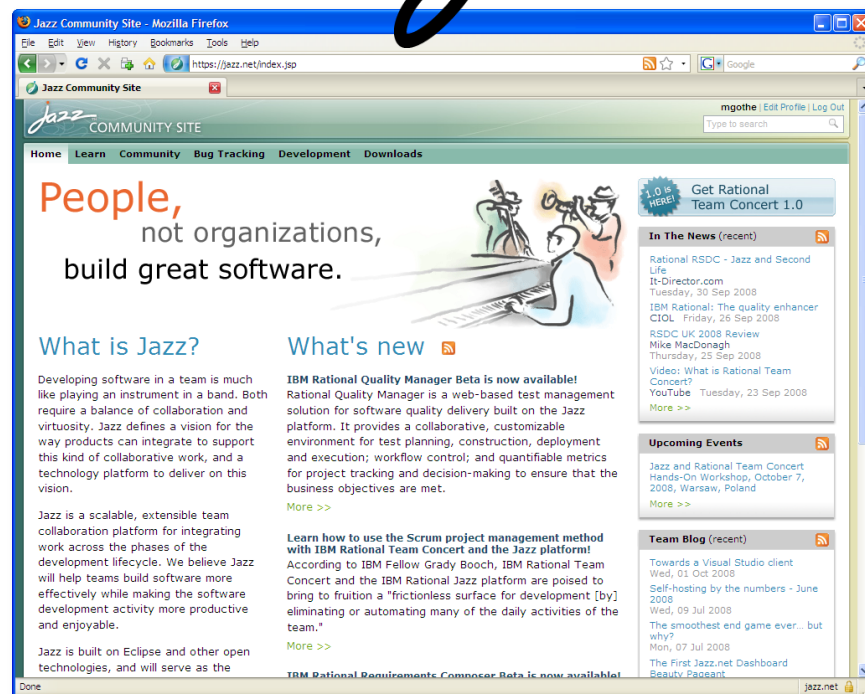 Jazz Community Site - Mozilla Firefox
File Edit View History Bookmarks Tools Help
https://jazz.net/index.jsp
Google
Jazz Community Site
jazz COMMUNITY SITE
mgothe | Edit Profile | Log Out
Type to search
Home Learn Community Bug Tracking Development Downloads
People,
not organizations,
build great software.
What is Jazz?
Developing software in a team is much
like playing an instrument in a band. Both
require a balance of collaboration and
virtuosity. Jazz defines a vision for the
way products can integrate to support
this kind of collaborative work, and a
technology platform to deliver on this
vision.
Jazz is a scalable, extensible team
collaboration platform for integrating
work across the phases of the
development lifecycle. We believe Jazz
will help teams build software more
effectively while making the software
development activity more productive
and enjoyable.
Jazz is built on Eclipse and other open
technologies, and will serve as the
What's new
IBM Rational Quality Manager Beta is now available!
Rational Quality Manager is a web-based test management
solution for software quality delivery built on the Jazz
platform. It provides a collaborative, customizable
environment for test planning, construction, deployment
and execution; workflow control; and quantifiable metrics
for project tracking and decision-making to ensure that the
business objectives are met.
More >>
Learn how to use the Scrum project management method
with IBM Rational Team Concert and the Jazz platform!
According to IBM Fellow Grady Booch, IBM Rational Team
Concert and the IBM Rational Jazz platform are poised to
bring to fruition a "frictionless surface for development [by]
eliminating or automating many of the daily activities of the
team."
More >>
IBM Rational Requirements Composer Beta is now available!
1.0 is HERE!
Get Rational
Team Concert 1.0
In The News (recent)
Rational RSDC - Jazz and Second
Life
It-Director.com
Tuesday, 30 Sep 2008
IBM Rational: The quality enhancer
CIOL Friday, 26 Sep 2008
RSDC UK 2008 Review
Mike MacDonagh
Thursday, 25 Sep 2008
Video: What is Rational Team
Concert?
YouTube Tuesday, 23 Sep 2008
More >>
Upcoming Events
Jazz and Rational Team Concert
Hands-On Workshop, October 7,
2008, Warsaw, Poland
More >>
Team Blog (recent)
Towards a Visual Studio client
Wed, 01 Oct 2008
Self-hosting by the numbers - June
2008
Wed, 09 Jul 2008
The smoothest end game ever... but
why?
Mon, 07 Jul 2008
The First Jazz.net Dashboard
Beauty Pageant
Done
jazz.net